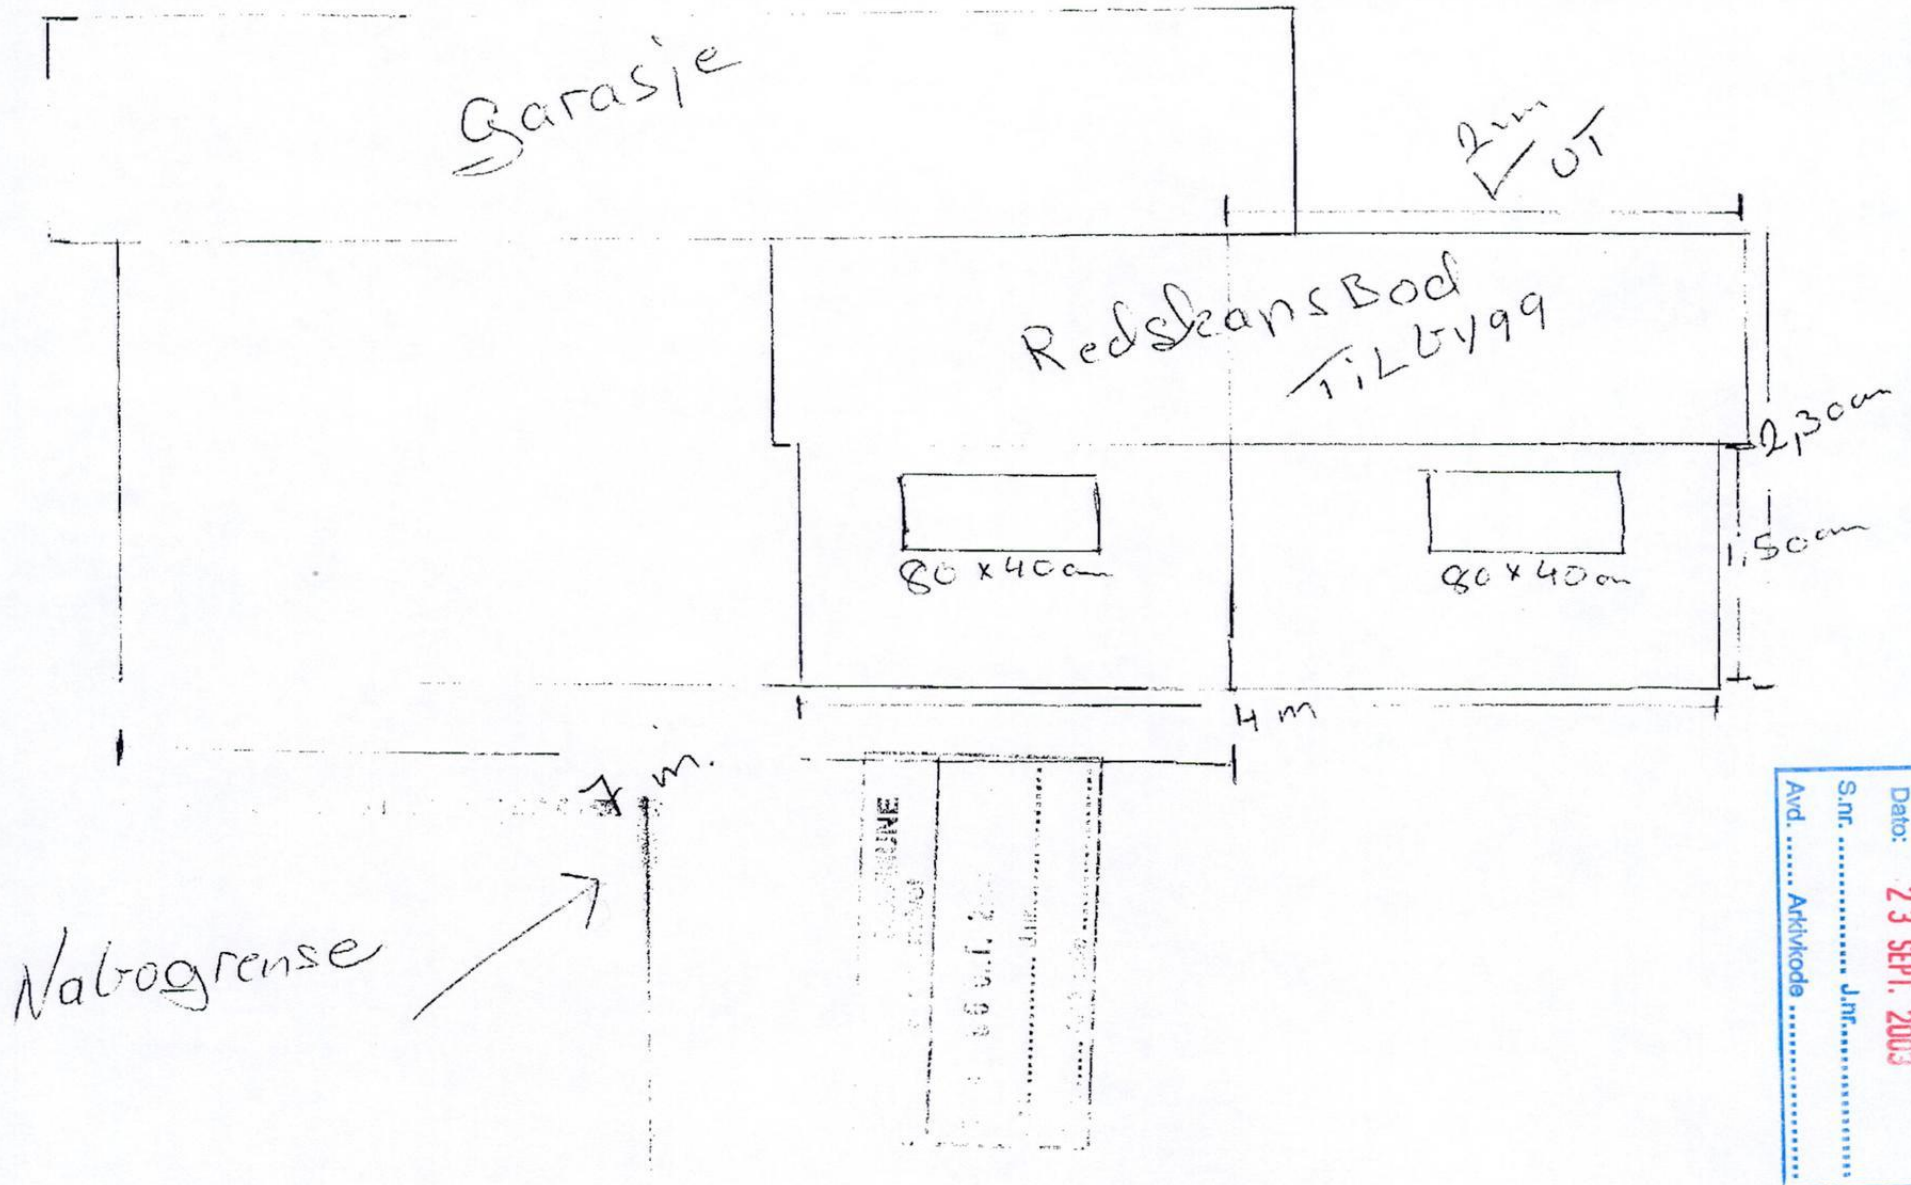 Garasje
2m
UT
RedskapsBod
TiLbygg
2,30cm
80 x 40cm
80 x 40cm
1,50cm
4 m
7 m.
Nabogrense
J.nr.
Dato: 23 SEPT. 2003
S.nr. ............... J.nr. ...............
Avd. ....... Arkivkode ...............